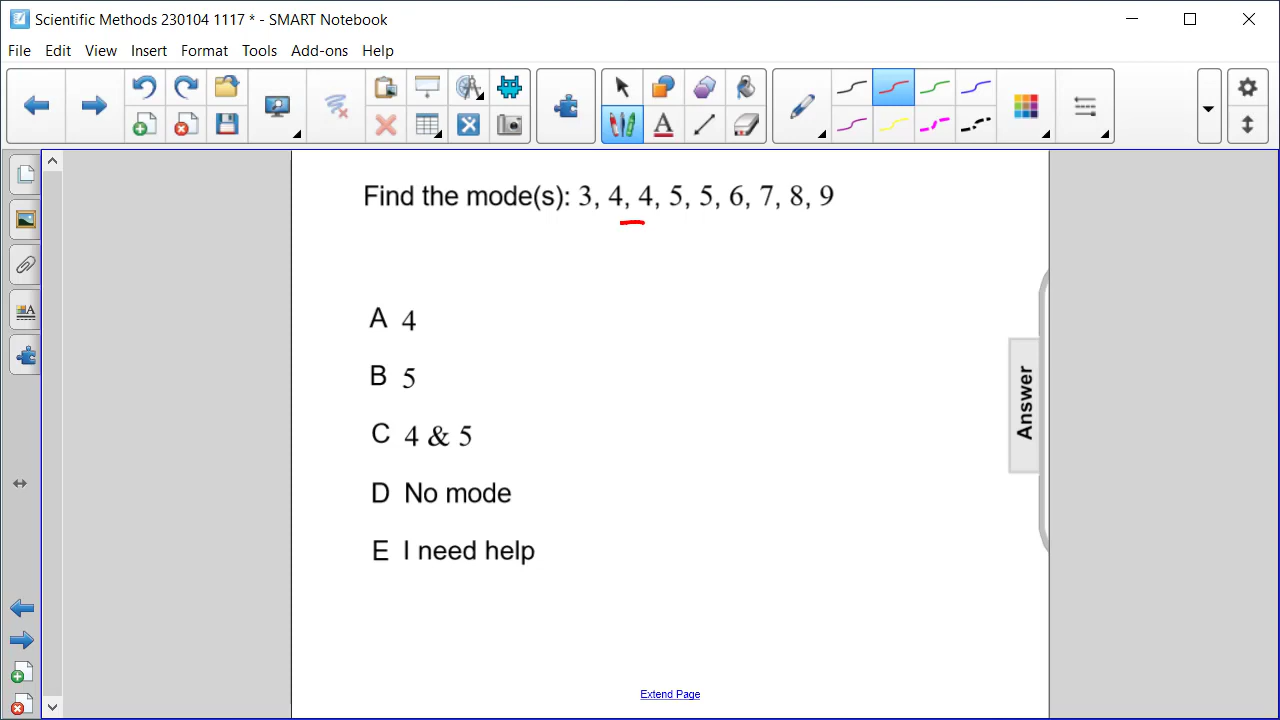 Scientific Methods 230104 1117 * - SMART Notebook
File Edit View Insert Format Tools Add-ons Help
Find the mode(s): 3, 4, 4, 5, 5, 6, 7, 8, 9
A 4
B 5
C 4 & 5
D No mode
E I need help
Answer
Extend Page